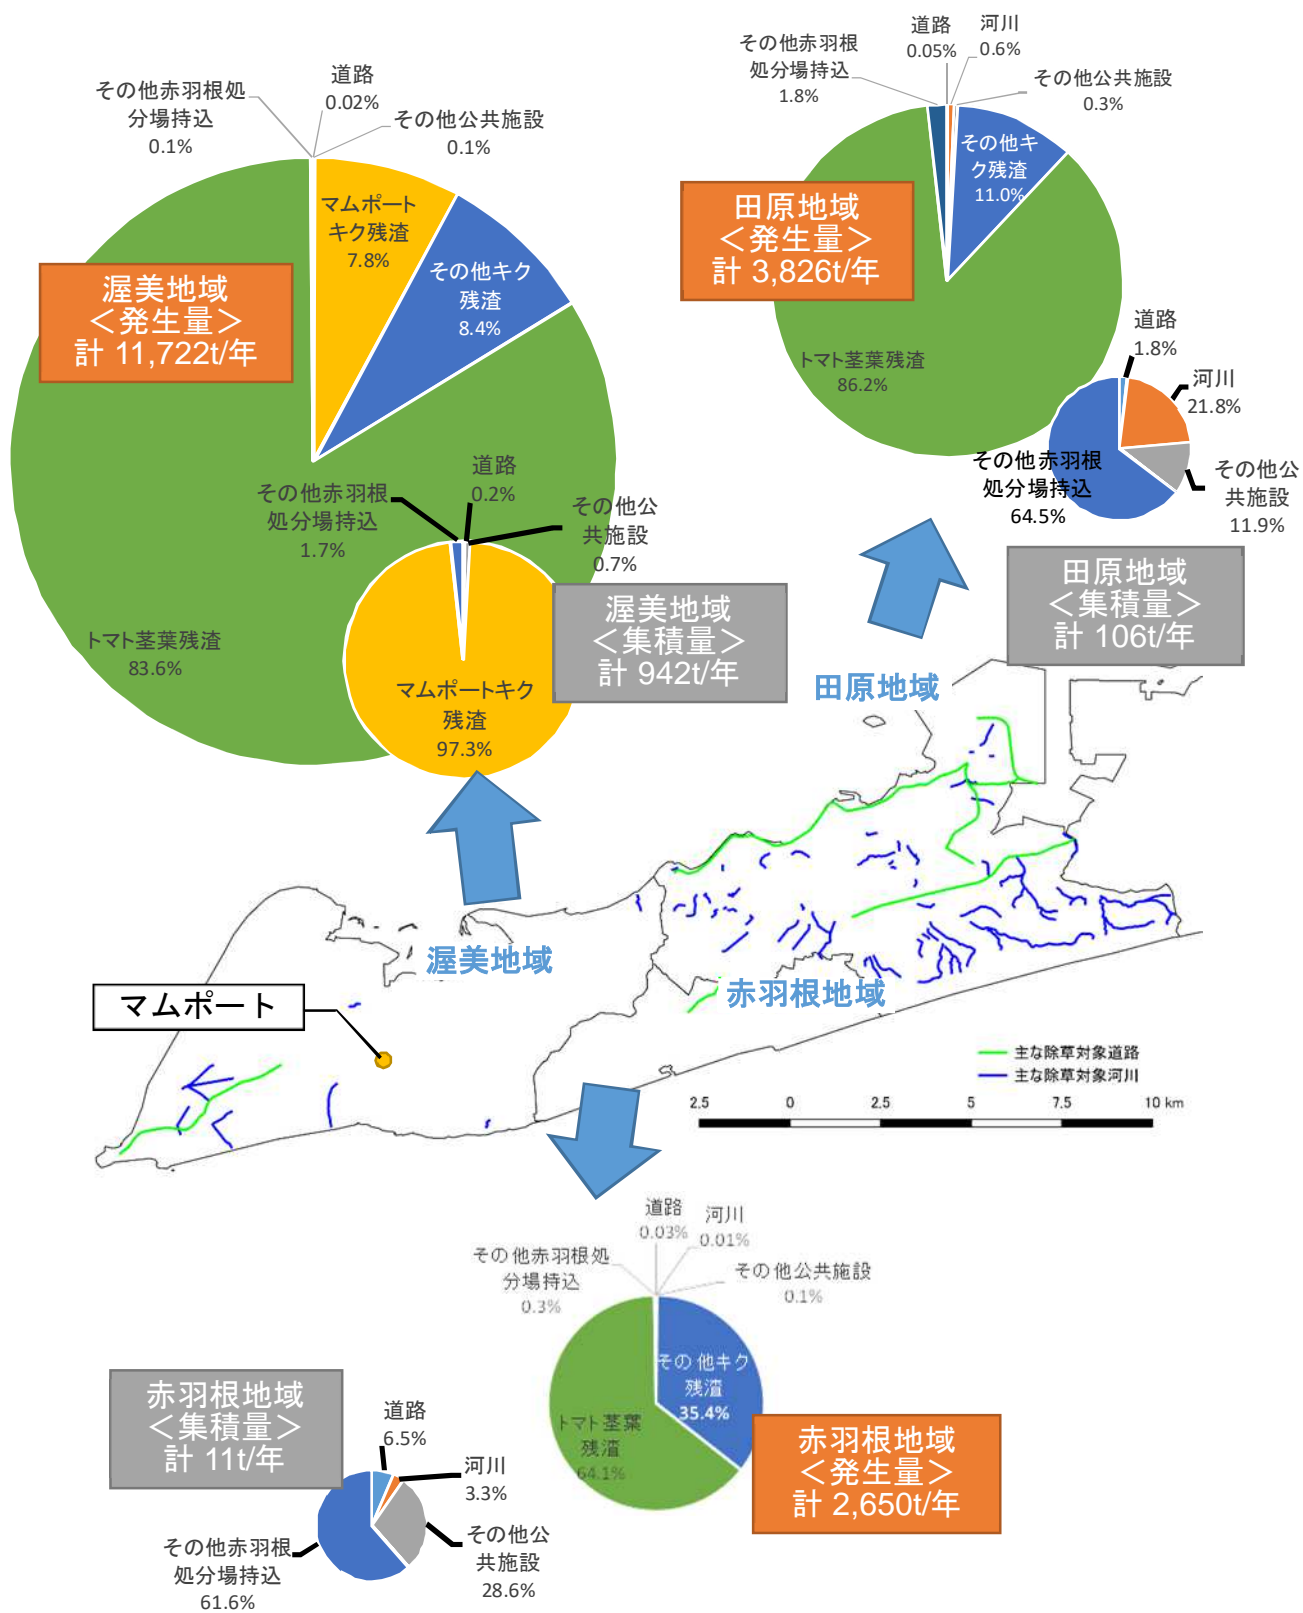 その他赤羽根処
分場持込
0.1%
道路
0.02%
その他公共施設
0.1%
マムポート
キク残渣
7.8%
その他キク
残渣
8.4%
トマト茎葉残渣
83.6%
渥美地域
＜発生量＞
計 11,722t/年
その他赤羽根
処分場持込
1.7%
道路
0.2%
その他公
共施設
0.7%
マムポートキク
残渣
97.3%
渥美地域
＜集積量＞
計 942t/年
その他赤羽根
処分場持込
1.8%
道路
0.05%
河川
0.6%
その他公共施設
0.3%
その他キ
ク残渣
11.0%
トマト茎葉残渣
86.2%
田原地域
＜発生量＞
計 3,826t/年
道路
1.8%
河川
21.8%
その他公
共施設
11.9%
その他赤羽根
処分場持込
64.5%
田原地域
＜集積量＞
計 106t/年
田原地域
渥美地域
赤羽根地域
マムポート
主な除草対象道路
主な除草対象河川
2.5 0 2.5 5 7.5 10 km
道路
0.03%
河川
0.01%
その他赤羽根処
分場持込
0.3%
その他公共施設
0.1%
その他キク
残渣
35.4%
トマト茎葉
残渣
64.1%
赤羽根地域
＜発生量＞
計 2,650t/年
赤羽根地域
＜集積量＞
計 11t/年
道路
6.5%
河川
3.3%
その他公
共施設
28.6%
その他赤羽根
処分場持込
61.6%